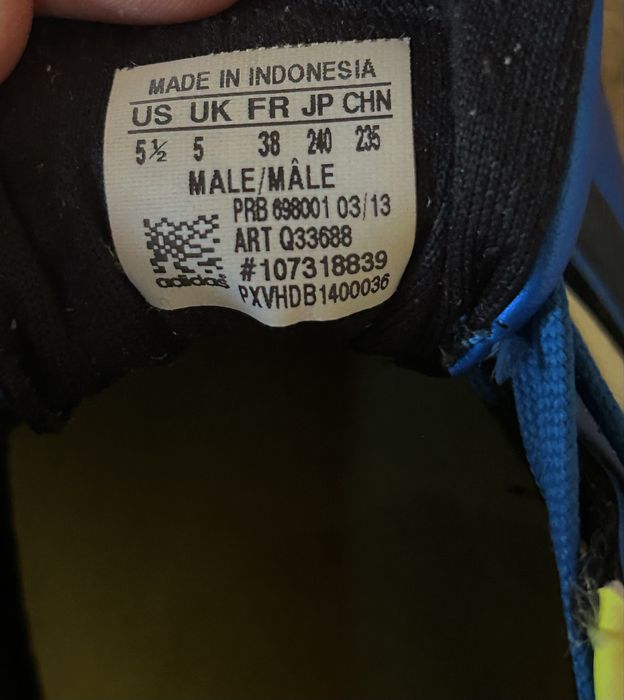 MADE IN INDONESIA
US UK FR JP CHN
5½ 5 38 240 235
MALE/MÂLE
PRB 698001 03/13
ART Q33688
#107318839
adidas
PXVHDB1400036